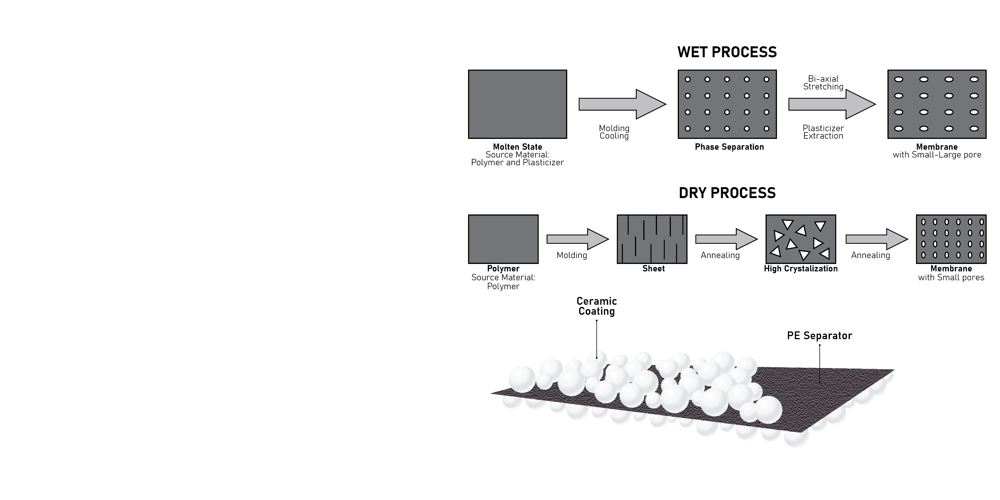 WET PROCESS
Bi-axial
Stretching
Molding
Cooling
Plasticizer
Extraction
Molten State
Source Material:
Polymer and Plasticizer
Phase Separation
Membrane
with Small-Large pore
DRY PROCESS
Molding
Annealing
Annealing
Polymer
Source Material:
Polymer
Sheet
High Crystalization
Membrane
with Small pores
Ceramic
Coating
PE Separator